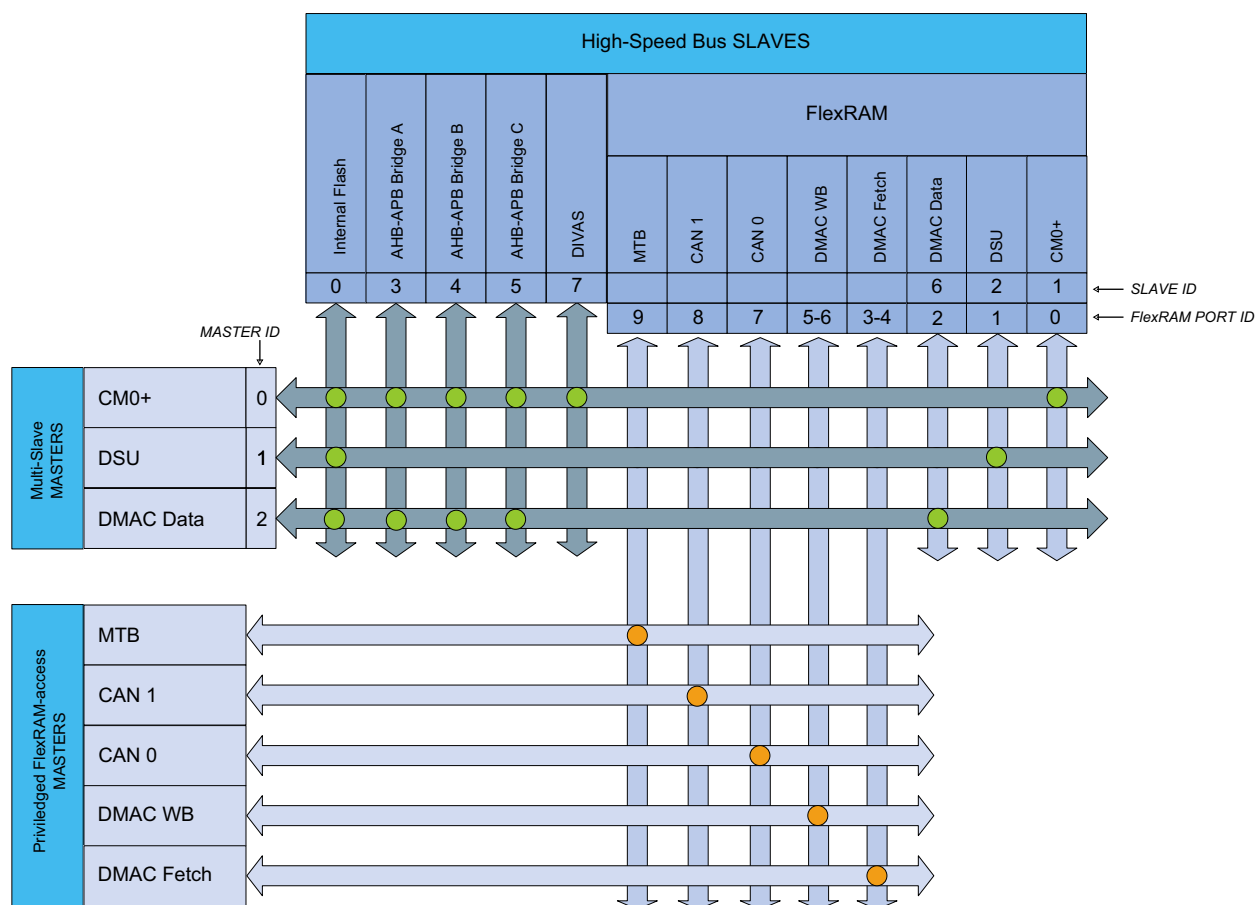 High-Speed Bus SLAVES
FlexRAM
Internal Flash
AHB-APB Bridge A
AHB-APB Bridge B
AHB-APB Bridge C
DIVAS
MTB
CAN 1
CAN 0
DMAC WB
DMAC Fetch
DMAC Data
DSU
CM0+
0 3 4 5 7 6 2 1 SLAVE ID
9 8 7 5-6 3-4 2 1 0 FlexRAM PORT ID
MASTER ID
Multi-Slave
MASTERS
CM0+ 0
DSU 1
DMAC Data 2
Priviledged FlexRAM-access
MASTERS
MTB
CAN 1
CAN 0
DMAC WB
DMAC Fetch